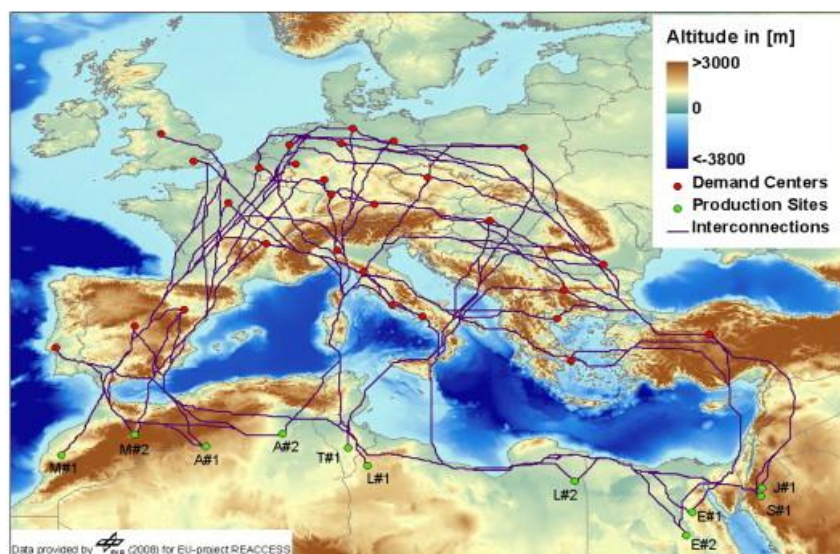 Altitude in [m]
>3000
0
<-3800
Demand Centers
Production Sites
Interconnections
M#1
M#2
A#1
A#2
T#1
L#1
L#2
J#1
S#1
E#1
E#2
Data provided by DLR (2008) for EU-project REACCESS